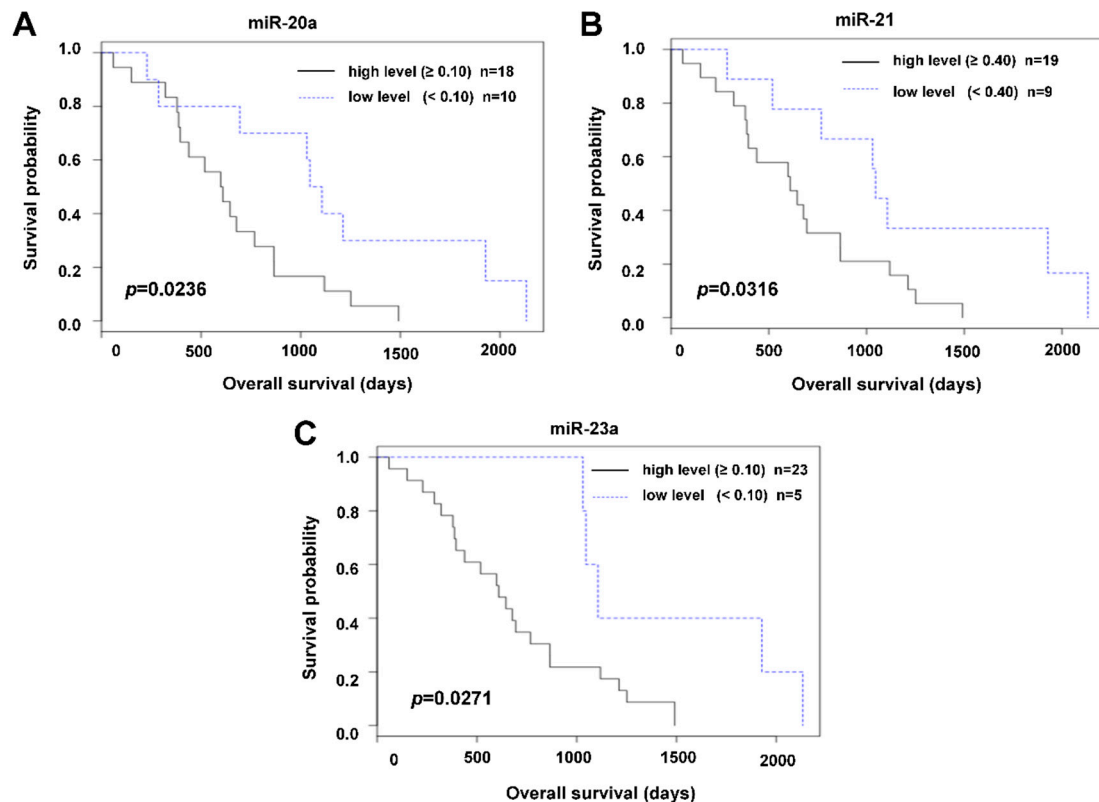 A
miR-20a
high level (≥ 0.10) n=18
low level (< 0.10) n=10
Survival probability
1.0
0.8
0.6
0.4
0.2
0.0
p=0.0236
0 500 1000 1500 2000
Overall survival (days)
B
miR-21
high level (≥ 0.40) n=19
low level (< 0.40) n=9
Survival probability
1.0
0.8
0.6
0.4
0.2
0.0
p=0.0316
0 500 1000 1500 2000
Overall survival (days)
C
miR-23a
high level (≥ 0.10) n=23
low level (< 0.10) n=5
Survival probability
1.0
0.8
0.6
0.4
0.2
0.0
p=0.0271
0 500 1000 1500 2000
Overall survival (days)